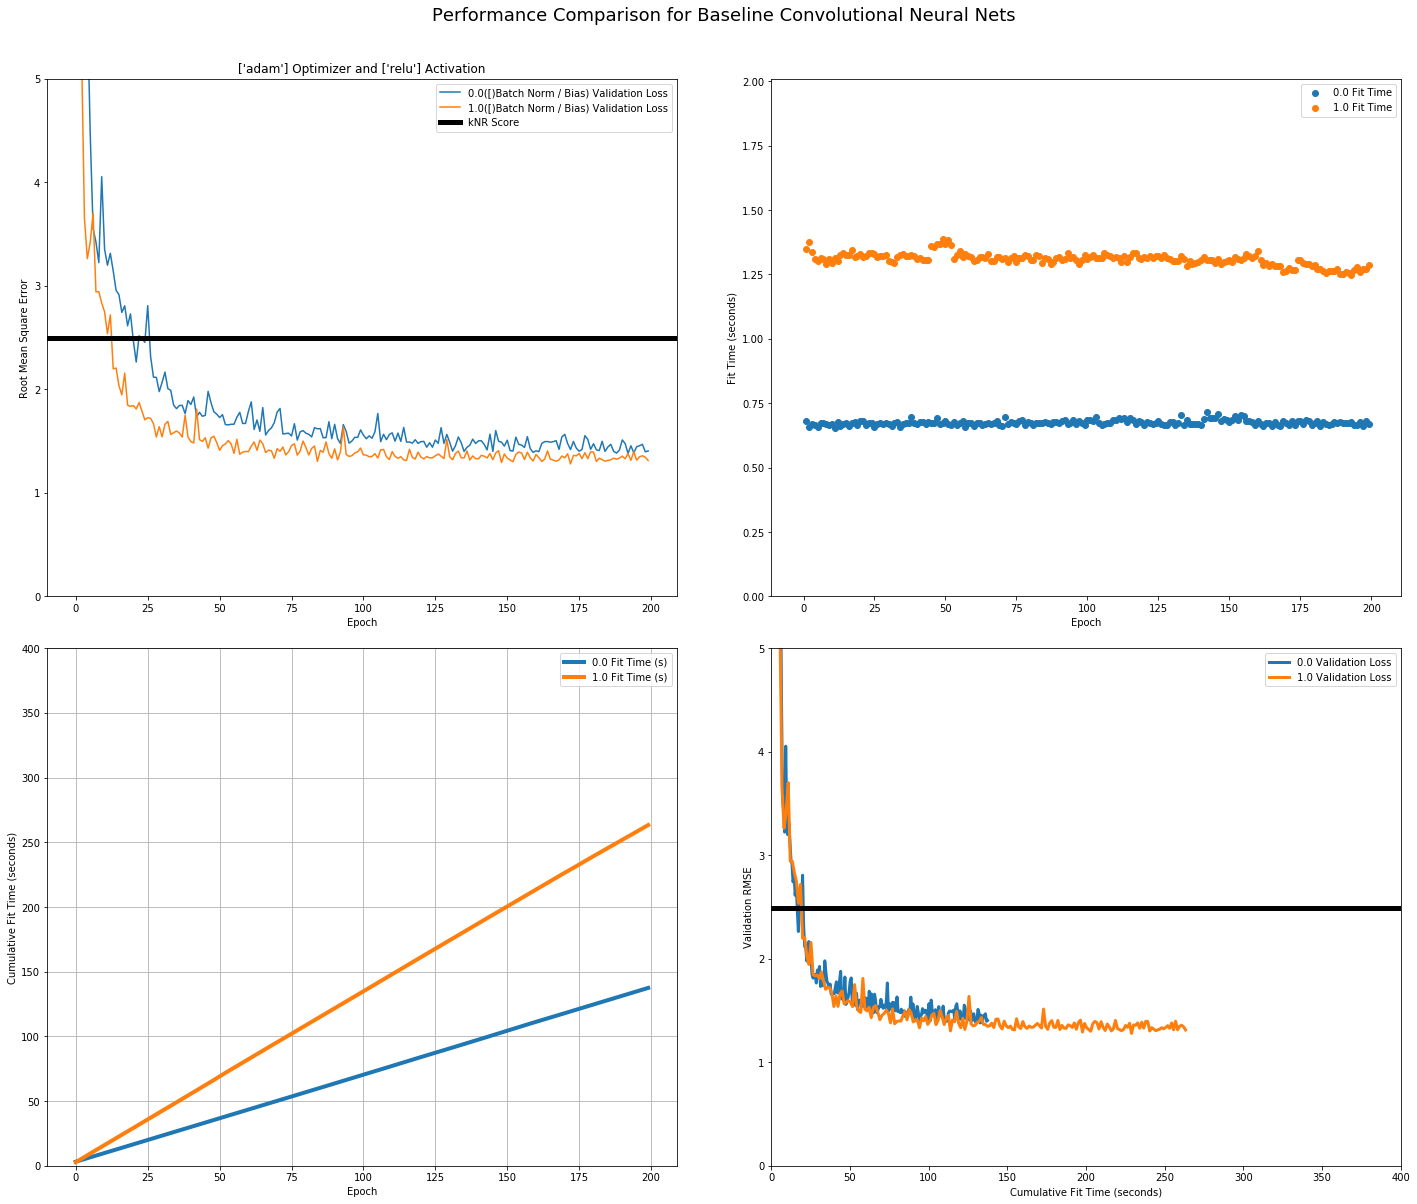 Performance Comparison for Baseline Convolutional Neural Nets
['adam'] Optimizer and ['relu'] Activation
0.0([)Batch Norm / Bias) Validation Loss
1.0([)Batch Norm / Bias) Validation Loss
kNR Score
Root Mean Square Error
5
4
3
2
1
0
0 25 50 75 100 125 150 175 200
Epoch
0.0 Fit Time
1.0 Fit Time
Fit Time (seconds)
2.00
1.75
1.50
1.25
1.00
0.75
0.50
0.25
0.00
0 25 50 75 100 125 150 175 200
Epoch
0.0 Fit Time (s)
1.0 Fit Time (s)
Cumulative Fit Time (seconds)
400
350
300
250
200
150
100
50
0
0 25 50 75 100 125 150 175 200
Epoch
0.0 Validation Loss
1.0 Validation Loss
Validation RMSE
5
4
3
2
1
0
0 50 100 150 200 250 300 350 400
Cumulative Fit Time (seconds)